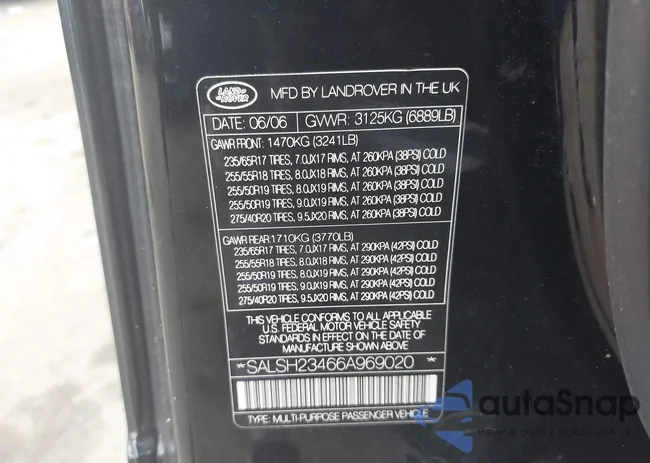 LAND
ROVER
MFD BY LANDROVER IN THE UK
DATE: 06/06 GVWR: 3125KG (6889LB)
GAWR FRONT: 1470KG (3241LB)
235/65R17 TIRES, 7.0JX17 RIMS, AT 260KPA (38PSI) COLD
255/55R18 TIRES, 8.0JX18 RIMS, AT 260KPA (38PSI) COLD
255/50R19 TIRES, 8.0JX19 RIMS, AT 260KPA (38PSI) COLD
255/50R19 TIRES, 9.0JX19 RIMS, AT 260KPA (38PSI) COLD
275/40R20 TIRES, 9.5JX20 RIMS, AT 260KPA (38PSI) COLD
GAWR REAR: 1710KG (3770LB)
235/65R17 TIRES, 7.0JX17 RIMS, AT 290KPA (42PSI) COLD
255/55R18 TIRES, 8.0JX18 RIMS, AT 290KPA (42PSI) COLD
255/50R19 TIRES, 8.0JX19 RIMS, AT 290KPA (42PSI) COLD
255/50R19 TIRES, 9.0JX19 RIMS, AT 290KPA (42PSI) COLD
275/40R20 TIRES, 9.5JX20 RIMS, AT 290KPA (42PSI) COLD
THIS VEHICLE CONFORMS TO ALL APPLICABLE
U.S. FEDERAL MOTOR VEHICLE SAFETY
STANDARDS IN EFFECT ON THE DATE OF
MANUFACTURE SHOWN ABOVE
*SALSH23466A969020*
TYPE: MULTI-PURPOSE PASSENGER VEHICLE
autaSnap
Pewne auta z aukcji USA i EU